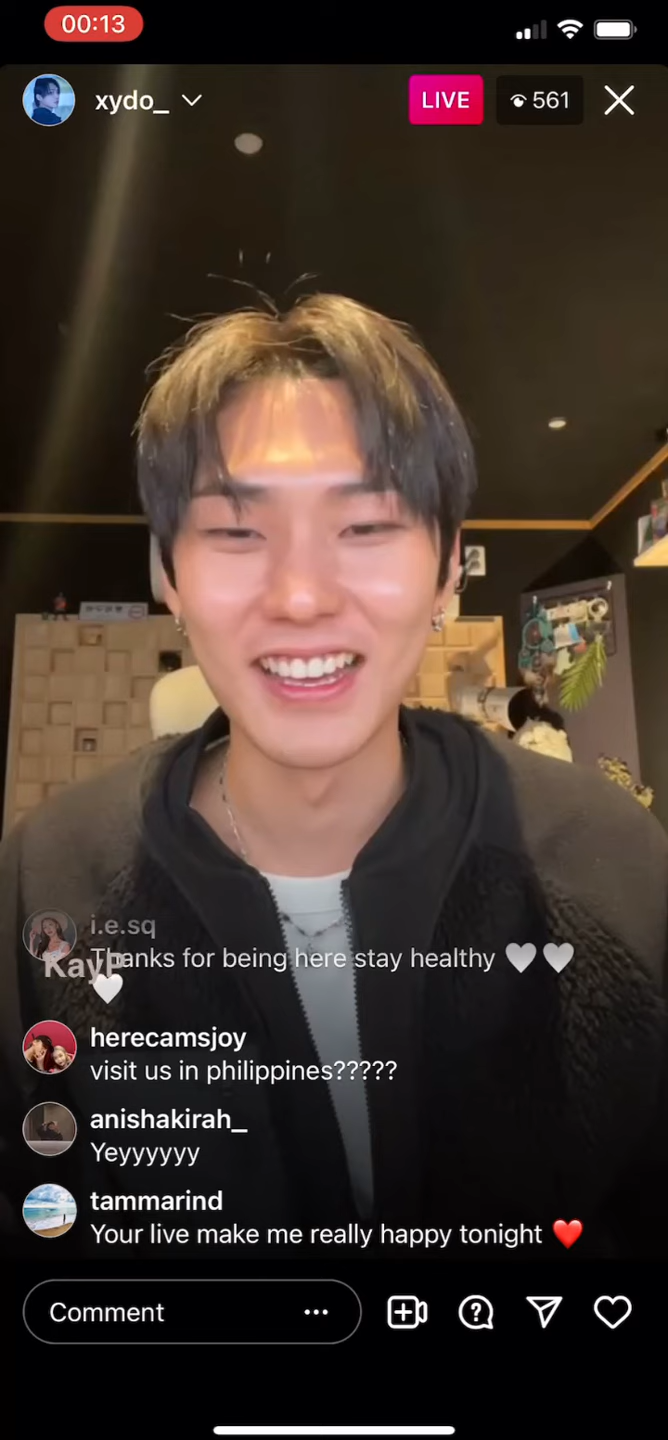 00:13
xydo_
LIVE
561
i.e.sq
Thanks for being here stay healthy 🤍🤍
🤍
herecamsjoy
visit us in philippines?????
anishakirah_
Yeyyyyyy
tammarind
Your live make me really happy tonight ❤️
Comment